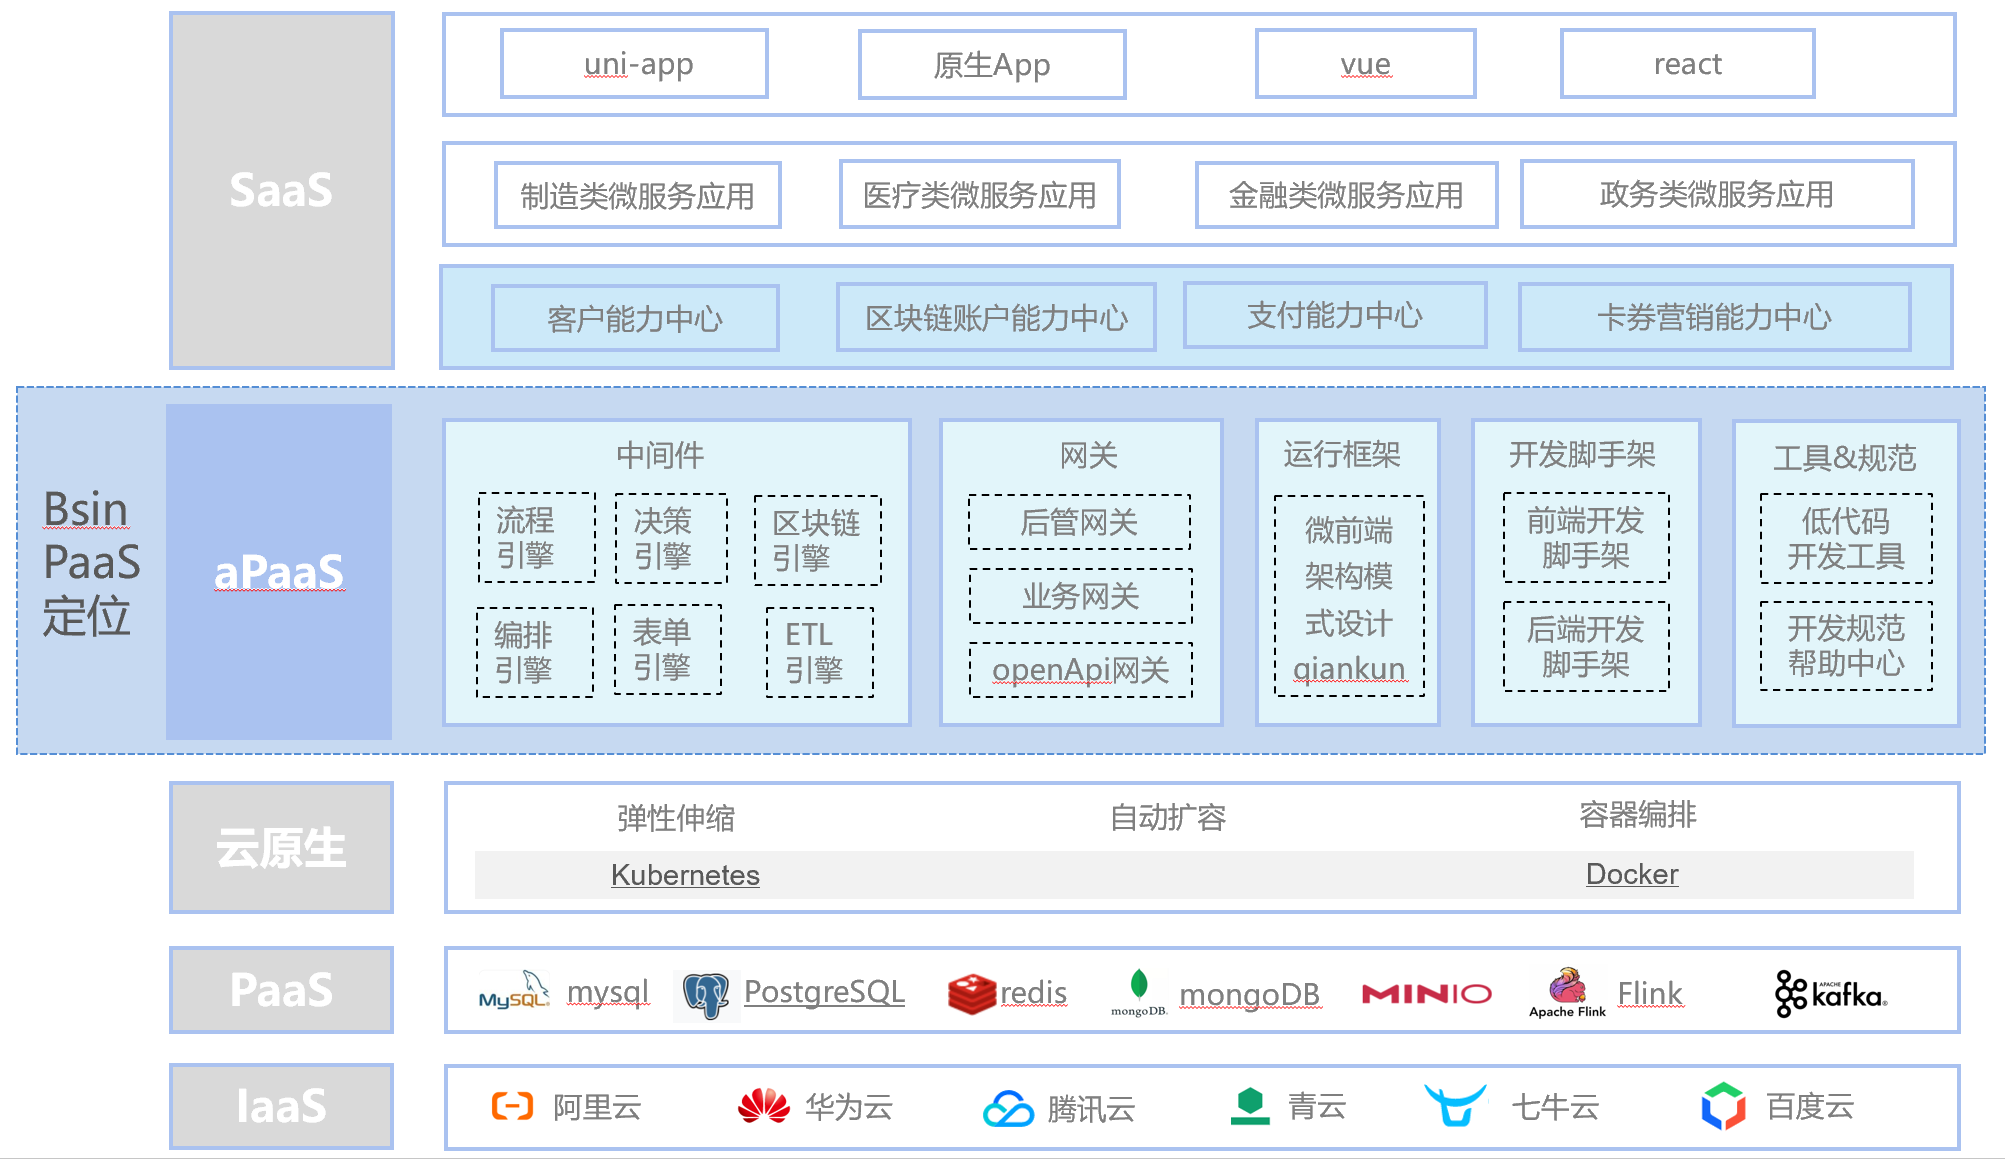 uni-app
原生App
vue
react
SaaS
制造类微服务应用
医疗类微服务应用
金融类微服务应用
政务类微服务应用
客户能力中心
区块链账户能力中心
支付能力中心
卡券营销能力中心
Bsin
PaaS
定位
aPaaS
中间件
流程
引擎
决策
引擎
区块链
引擎
编排
引擎
表单
引擎
ETL
引擎
网关
后管网关
业务网关
openApi网关
运行框架
微前端
架构模
式设计
qiankun
开发脚手架
前端开发
脚手架
后端开发
脚手架
工具&规范
低代码
开发工具
开发规范
帮助中心
云原生
弹性伸缩
自动扩容
容器编排
Kubernetes
Docker
PaaS
MySQL
mysql
PostgreSQL
redis
mongoDB
mongoDB
MINIO
Apache Flink
Flink
APACHE
kafka
IaaS
阿里云
华为云
腾讯云
青云
七牛云
百度云